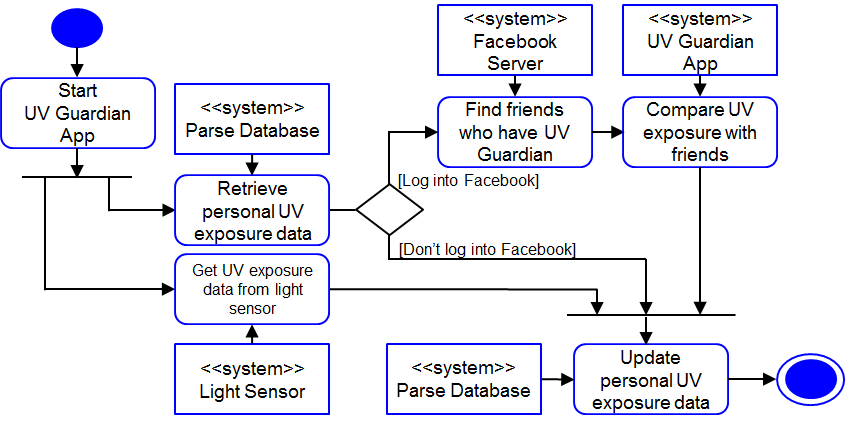 <<system>>
Facebook
Server
<<system>>
UV Guardian
App
Start
UV Guardian
App
<<system>>
Parse Database
Find friends
who have UV
Guardian
Compare UV
exposure with
friends
[Log into Facebook]
Retrieve
personal UV
exposure data
[Don't log into Facebook]
Get UV exposure
data from light
sensor
<<system>>
Light Sensor
<<system>>
Parse Database
Update
personal UV
exposure data